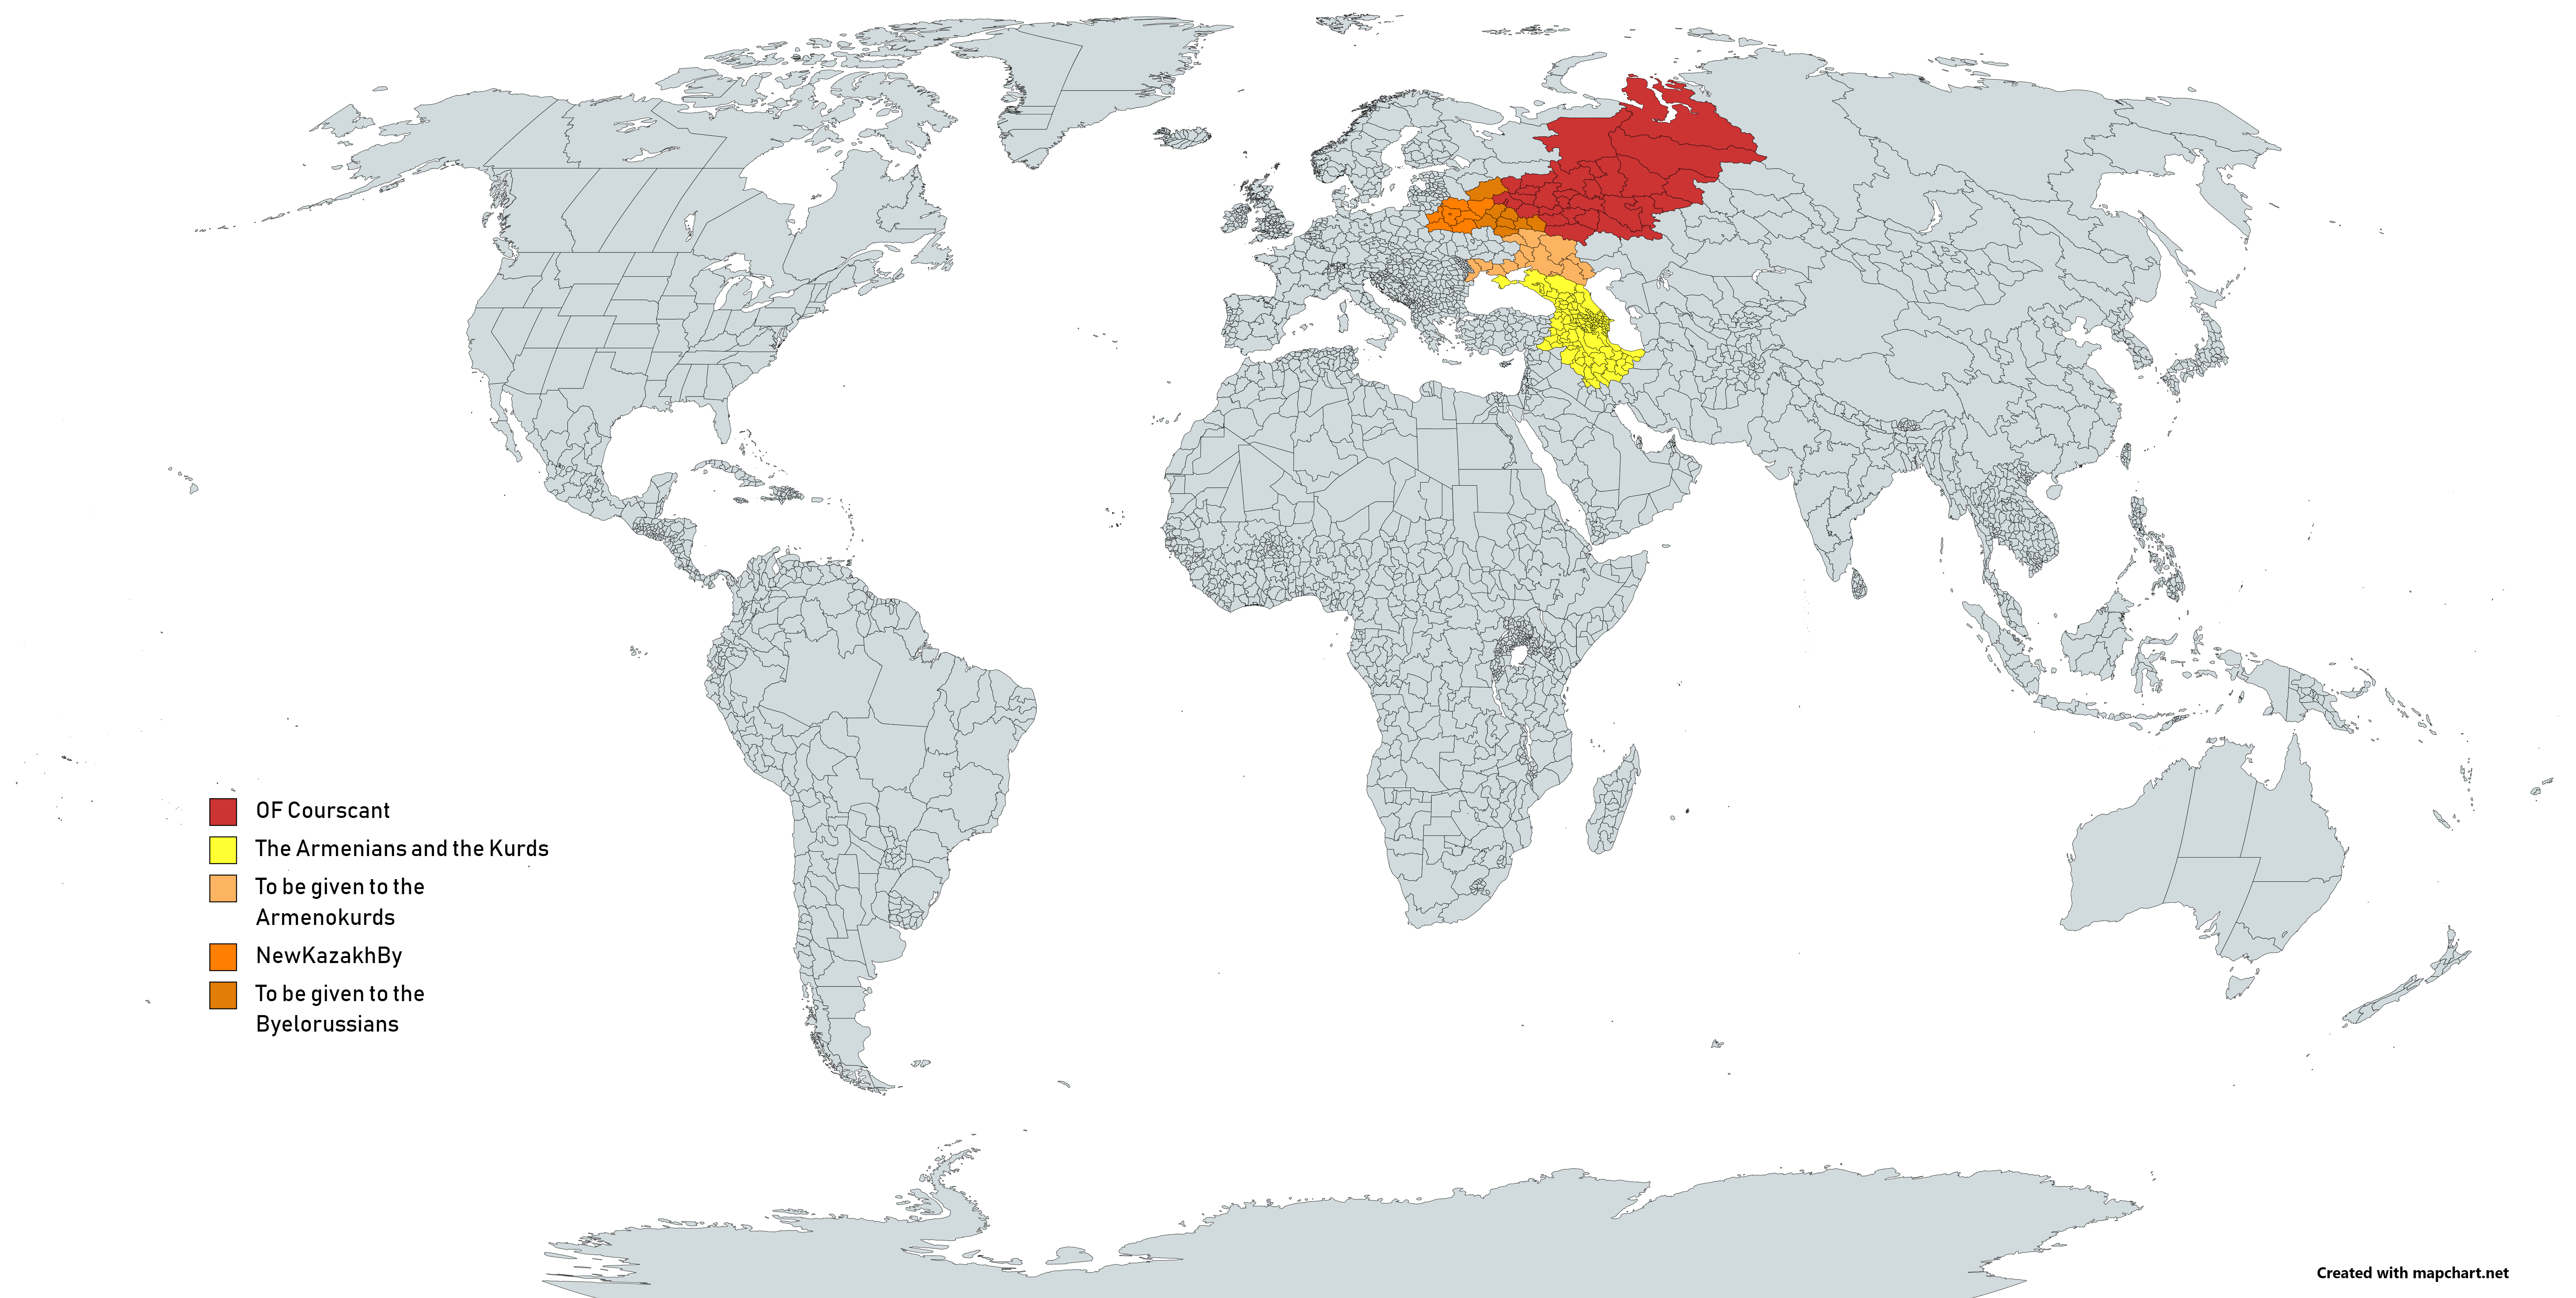 OF Courscant
The Armenians and the Kurds
To be given to the
Armenokurds
NewKazakhBy
To be given to the
Byelorussians
Created with mapchart.net